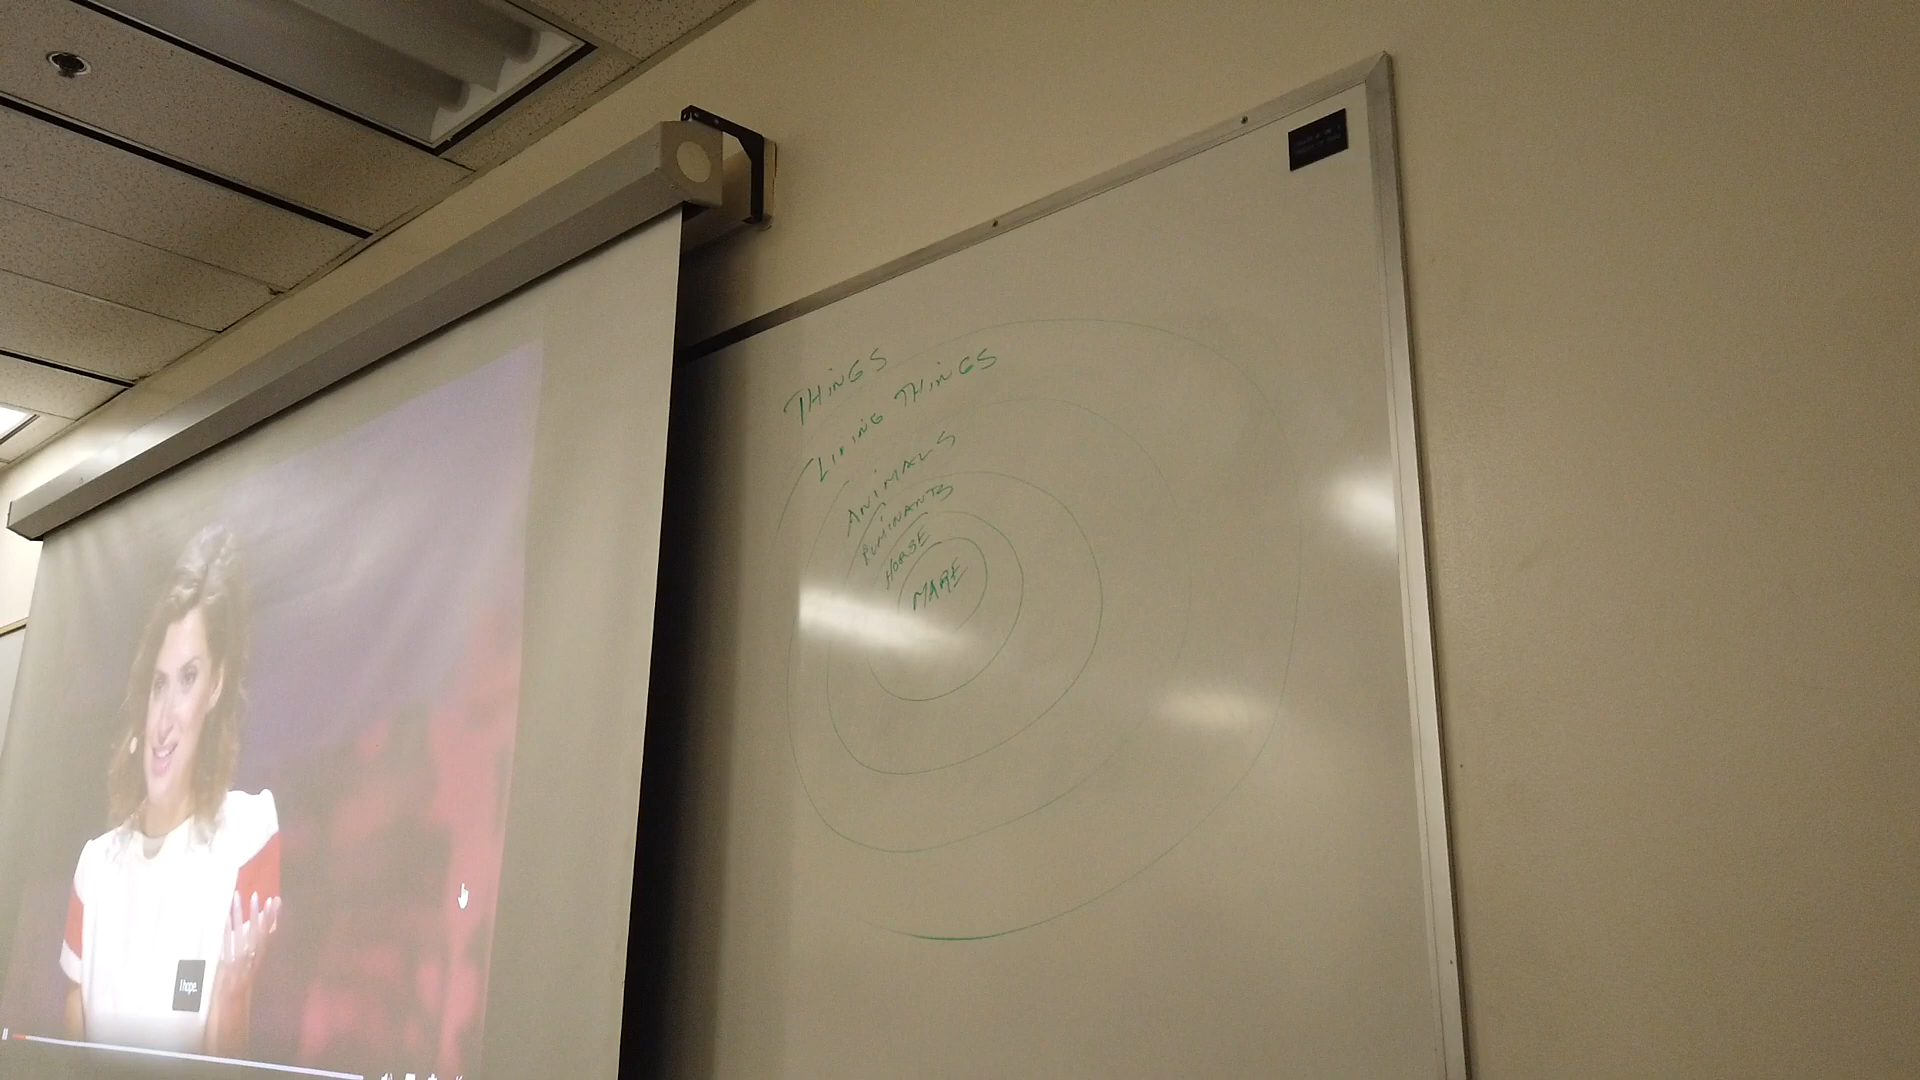 THINGS
LIVING THINGS
ANIMALS
RUMINANTS
HORSE
MARE
I hope.